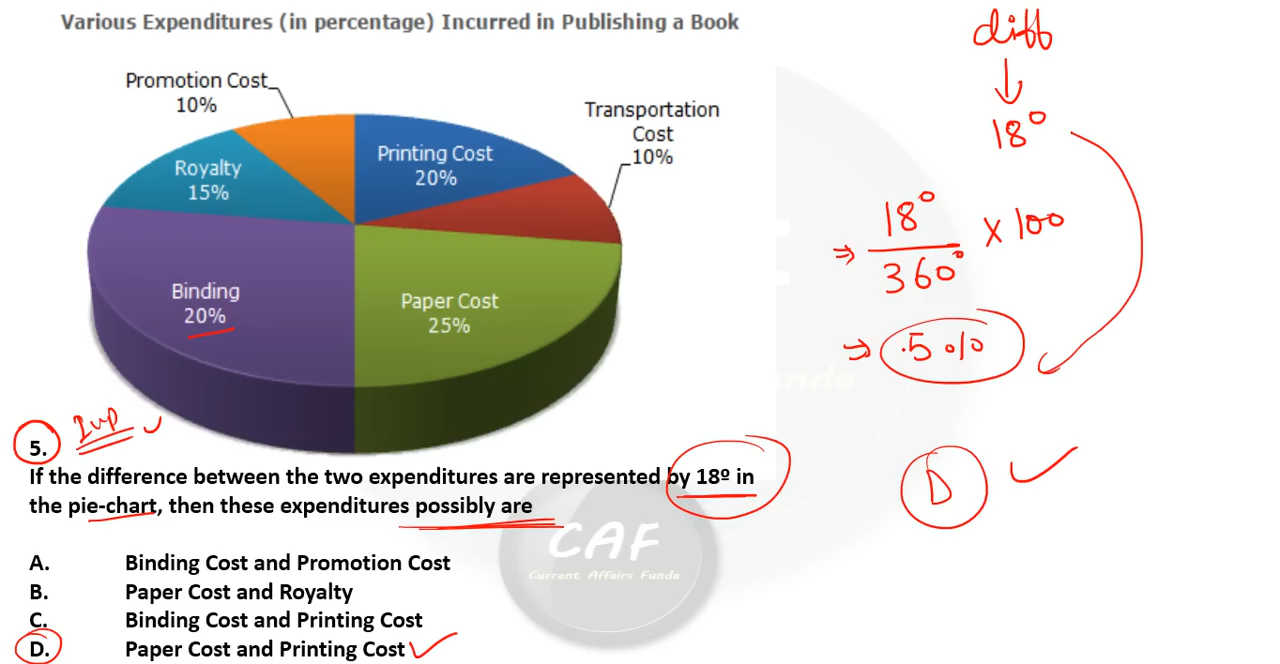 Various Expenditures (in percentage) Incurred in Publishing a Book
diff
Promotion Cost
10%
Transportation
Cost
10%
18°
Printing Cost
20%
Royalty
15%
18°
360°
× 100
Binding
20%
Paper Cost
25%
⇒
⇒ .5 %
5.
Imp
If the difference between the two expenditures are represented by 18º in
the pie-chart, then these expenditures possibly are
D
CAF
Current Affairs Funda
A. Binding Cost and Promotion Cost
B. Paper Cost and Royalty
C. Binding Cost and Printing Cost
D. Paper Cost and Printing Cost